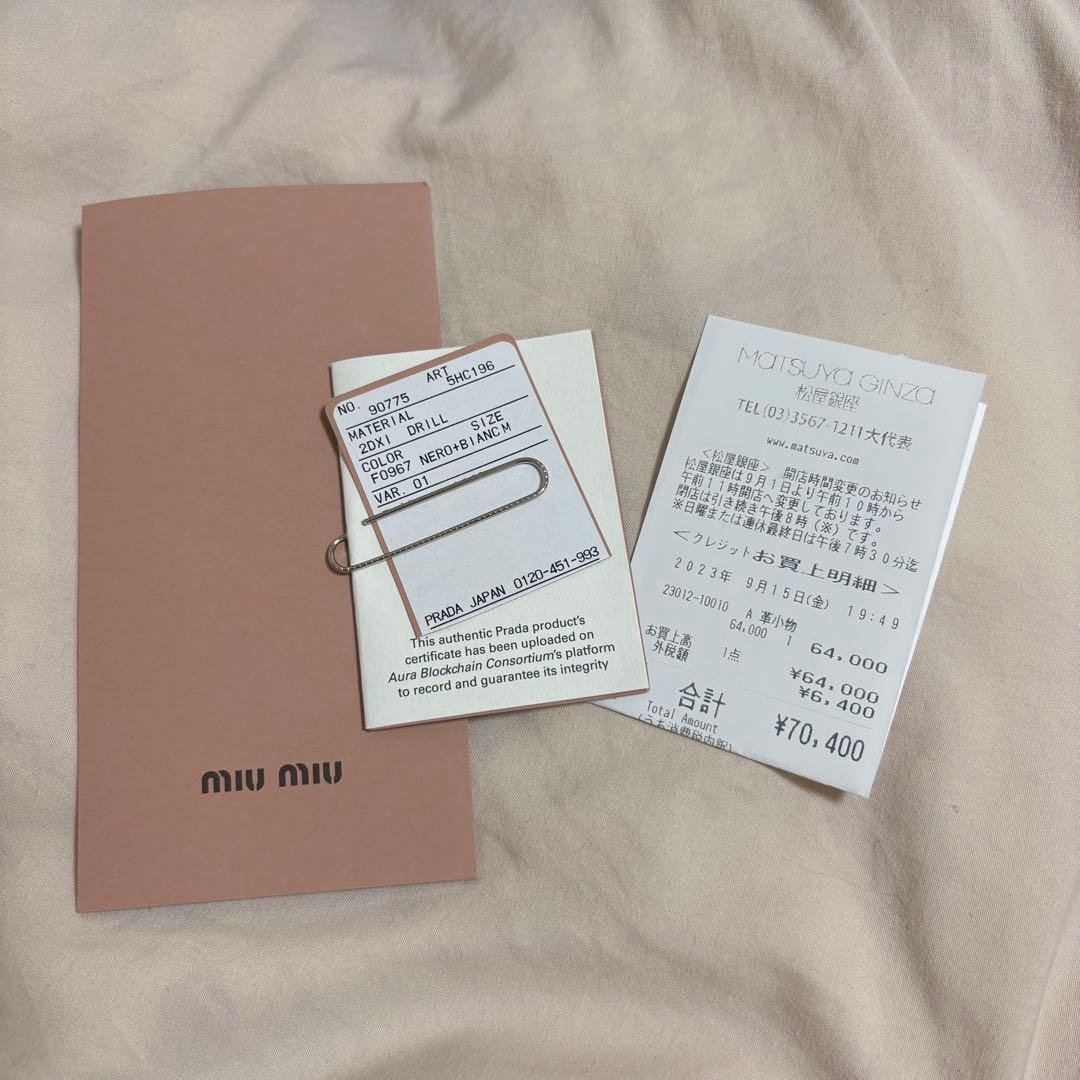 miu miu
ART
NO. 90775 5HC196
MATERIAL
2DXI DRILL
COLOR SIZE
F0967 NERO+BIANC M
VAR. 01
PRADA JAPAN 0120-451-993
This authentic Prada product's
certificate has been uploaded on
Aura Blockchain Consortium's platform
to record and guarantee its integrity
MATSUYA GINZA
松屋銀座
TEL(03)3567-1211大代表
www.matsuya.com
<松屋銀座> 開店時間変更のお知らせ
松屋銀座は9月1日より午前10時から
午前11時開店へ変更しております。
閉店は引き続き午後8時(※)です。
※日曜または連休最終日は午後7時30分迄
<クレジットお買上明細>
2023年 9月15日(金) 19:49
23012-10010 A 革小物
64,000 1 64,000
お買上高 1点 ¥64,000
外税額 ¥6,400
合計 ¥70,400
Total Amount
(うち消費税内訳)